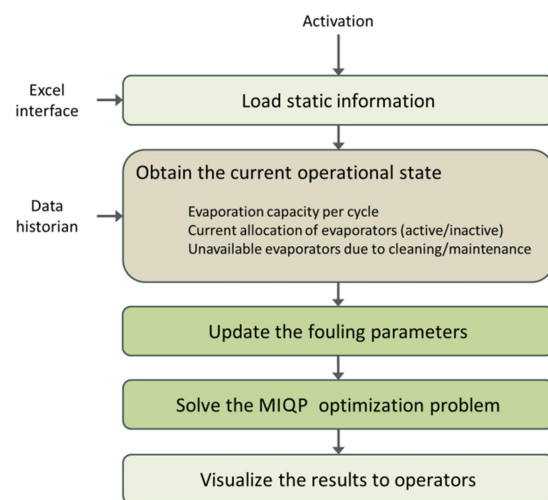 Activation
Excel
interface
Load static information
Obtain the current operational state
Data
historian
Evaporation capacity per cycle
Current allocation of evaporators (active/inactive)
Unavailable evaporators due to cleaning/maintenance
Update the fouling parameters
Solve the MIQP optimization problem
Visualize the results to operators